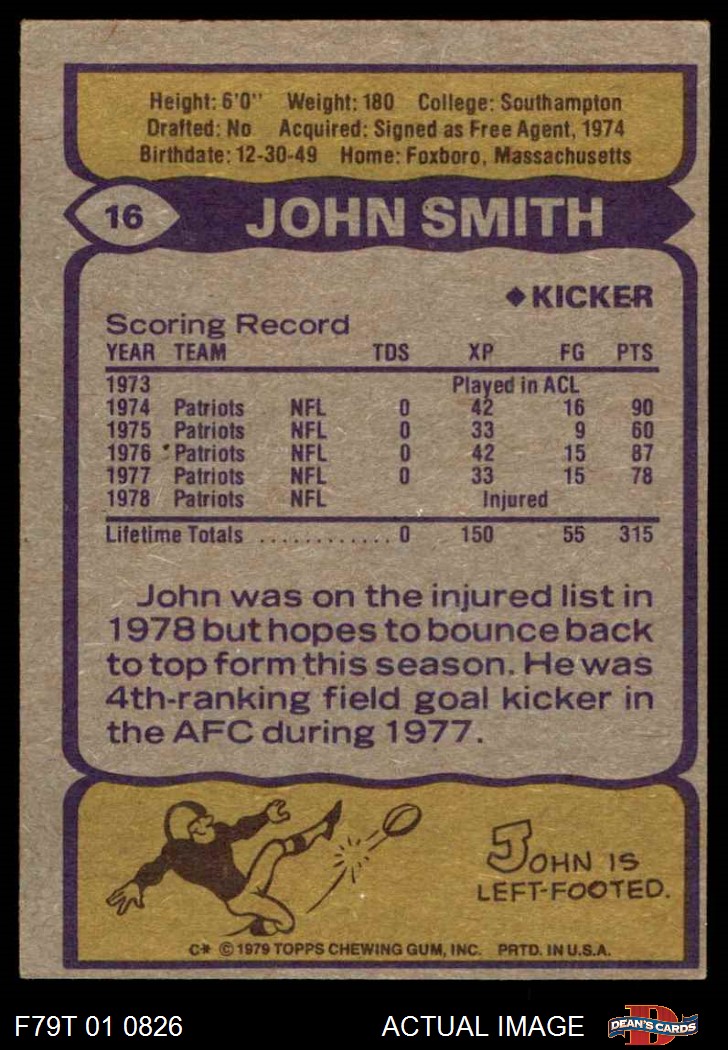 Height: 6'0" Weight: 180 College: Southampton
Drafted: No Acquired: Signed as Free Agent, 1974
Birthdate: 12-30-49 Home: Foxboro, Massachusetts
16 JOHN SMITH
◆KICKER
Scoring Record
YEAR TEAM TDS XP FG PTS
1973 Played in ACL
1974 Patriots NFL 0 42 16 90
1975 Patriots NFL 0 33 9 60
1976 Patriots NFL 0 42 15 87
1977 Patriots NFL 0 33 15 78
1978 Patriots NFL Injured
Lifetime Totals ............ 0 150 55 315
John was on the injured list in
1978 but hopes to bounce back
to top form this season. He was
4th-ranking field goal kicker in
the AFC during 1977.
JOHN IS
LEFT-FOOTED.
C* © 1979 TOPPS CHEWING GUM, INC. PRTD. IN U.S.A.
F79T 01 0826 ACTUAL IMAGE D DEAN'S CARDS